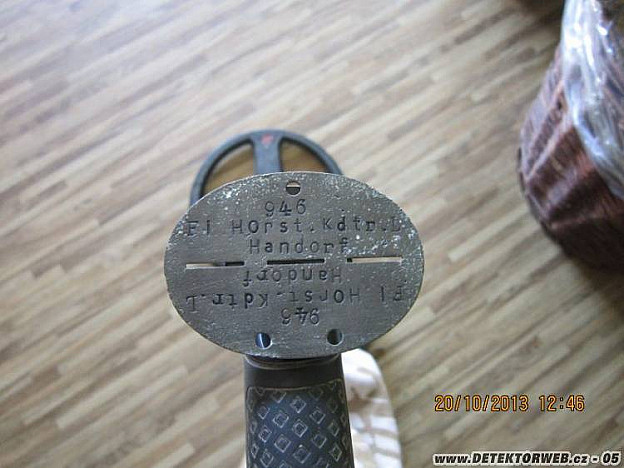 946
Fl Horst.Kdtr.L
Handorf
Handorf
Fl Horst.Kdtr.L
946
20/10/2013 12:46
www.DETEKTORWEB.cz - 05